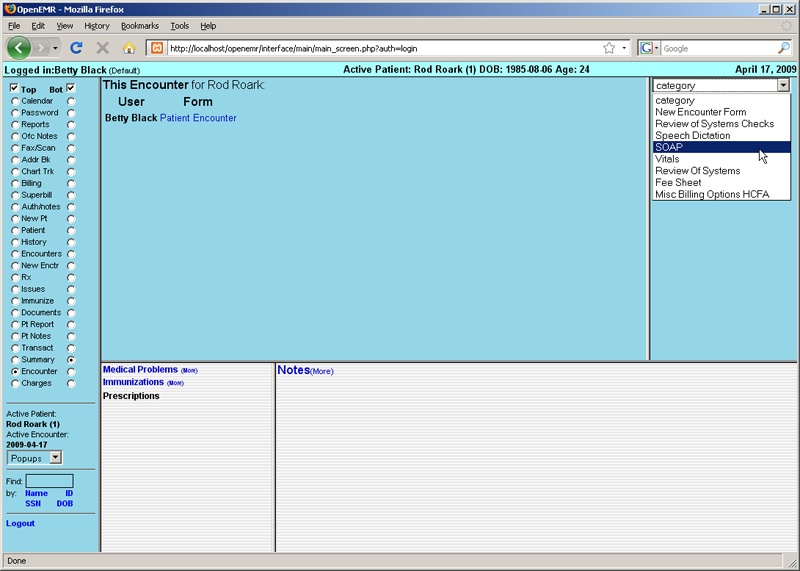 OpenEMR - Mozilla Firefox
File Edit View History Bookmarks Tools Help
http://localhost/openemr/interface/main/main_screen.php?auth=login
G Google
Logged in:Betty Black (Default)
Active Patient: Rod Roark (1) DOB: 1985-08-06 Age: 24
April 17, 2009
Top Bot
Calendar
Password
Reports
Ofc Notes
Fax/Scan
Addr Bk
Chart Trk
Billing
Superbill
Auth/notes
New Pt
Patient
History
Encounters
New Enctr
Rx
Issues
Immunize
Documents
Pt Report
Pt Notes
Transact
Summary
Encounter
Charges
Active Patient:
Rod Roark (1)
Active Encounter:
2009-04-17
Popups
Find:
by: Name ID
SSN DOB
Logout
This Encounter for Rod Roark:
User Form
Betty Black Patient Encounter
category
category
New Encounter Form
Review of Systems Checks
Speech Dictation
SOAP
Vitals
Review Of Systems
Fee Sheet
Misc Billing Options HCFA
Medical Problems (More)
Immunizations (More)
Prescriptions
Notes(More)
Done